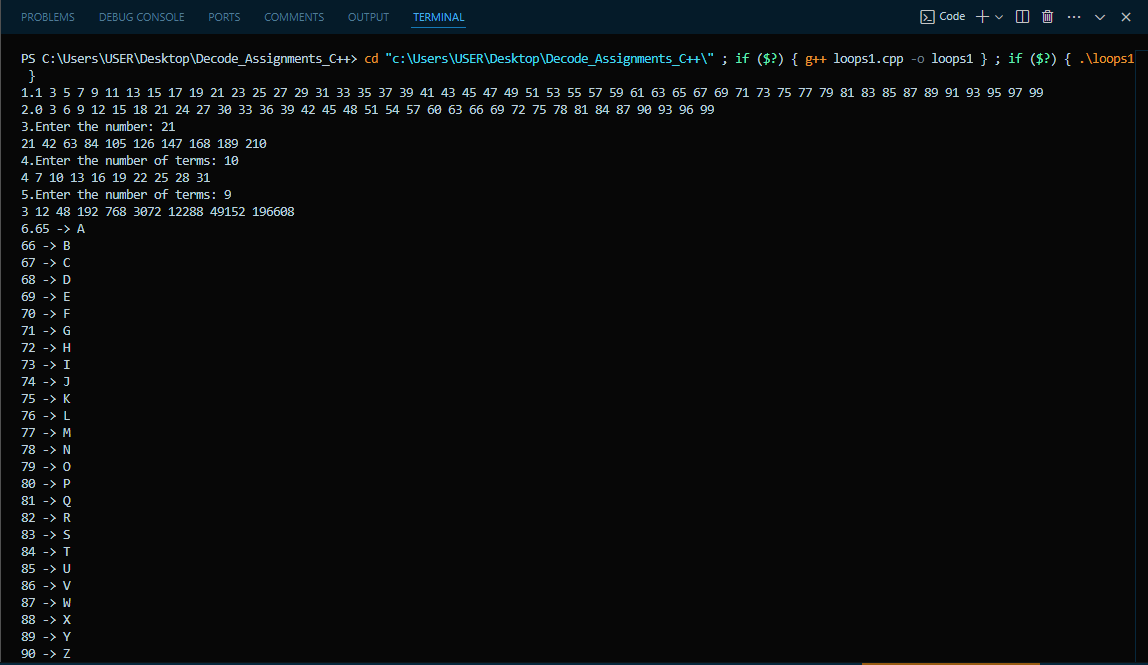 PROBLEMS DEBUG CONSOLE PORTS COMMENTS OUTPUT TERMINAL Code
PS C:\Users\USER\Desktop\Decode_Assignments_C++> cd "c:\Users\USER\Desktop\Decode_Assignments_C++\" ; if ($?) { g++ loops1.cpp -o loops1 } ; if ($?) { .\loops1
}
1.1 3 5 7 9 11 13 15 17 19 21 23 25 27 29 31 33 35 37 39 41 43 45 47 49 51 53 55 57 59 61 63 65 67 69 71 73 75 77 79 81 83 85 87 89 91 93 95 97 99
2.0 3 6 9 12 15 18 21 24 27 30 33 36 39 42 45 48 51 54 57 60 63 66 69 72 75 78 81 84 87 90 93 96 99
3.Enter the number: 21
21 42 63 84 105 126 147 168 189 210
4.Enter the number of terms: 10
4 7 10 13 16 19 22 25 28 31
5.Enter the number of terms: 9
3 12 48 192 768 3072 12288 49152 196608
6.65 -> A
66 -> B
67 -> C
68 -> D
69 -> E
70 -> F
71 -> G
72 -> H
73 -> I
74 -> J
75 -> K
76 -> L
77 -> M
78 -> N
79 -> O
80 -> P
81 -> Q
82 -> R
83 -> S
84 -> T
85 -> U
86 -> V
87 -> W
88 -> X
89 -> Y
90 -> Z